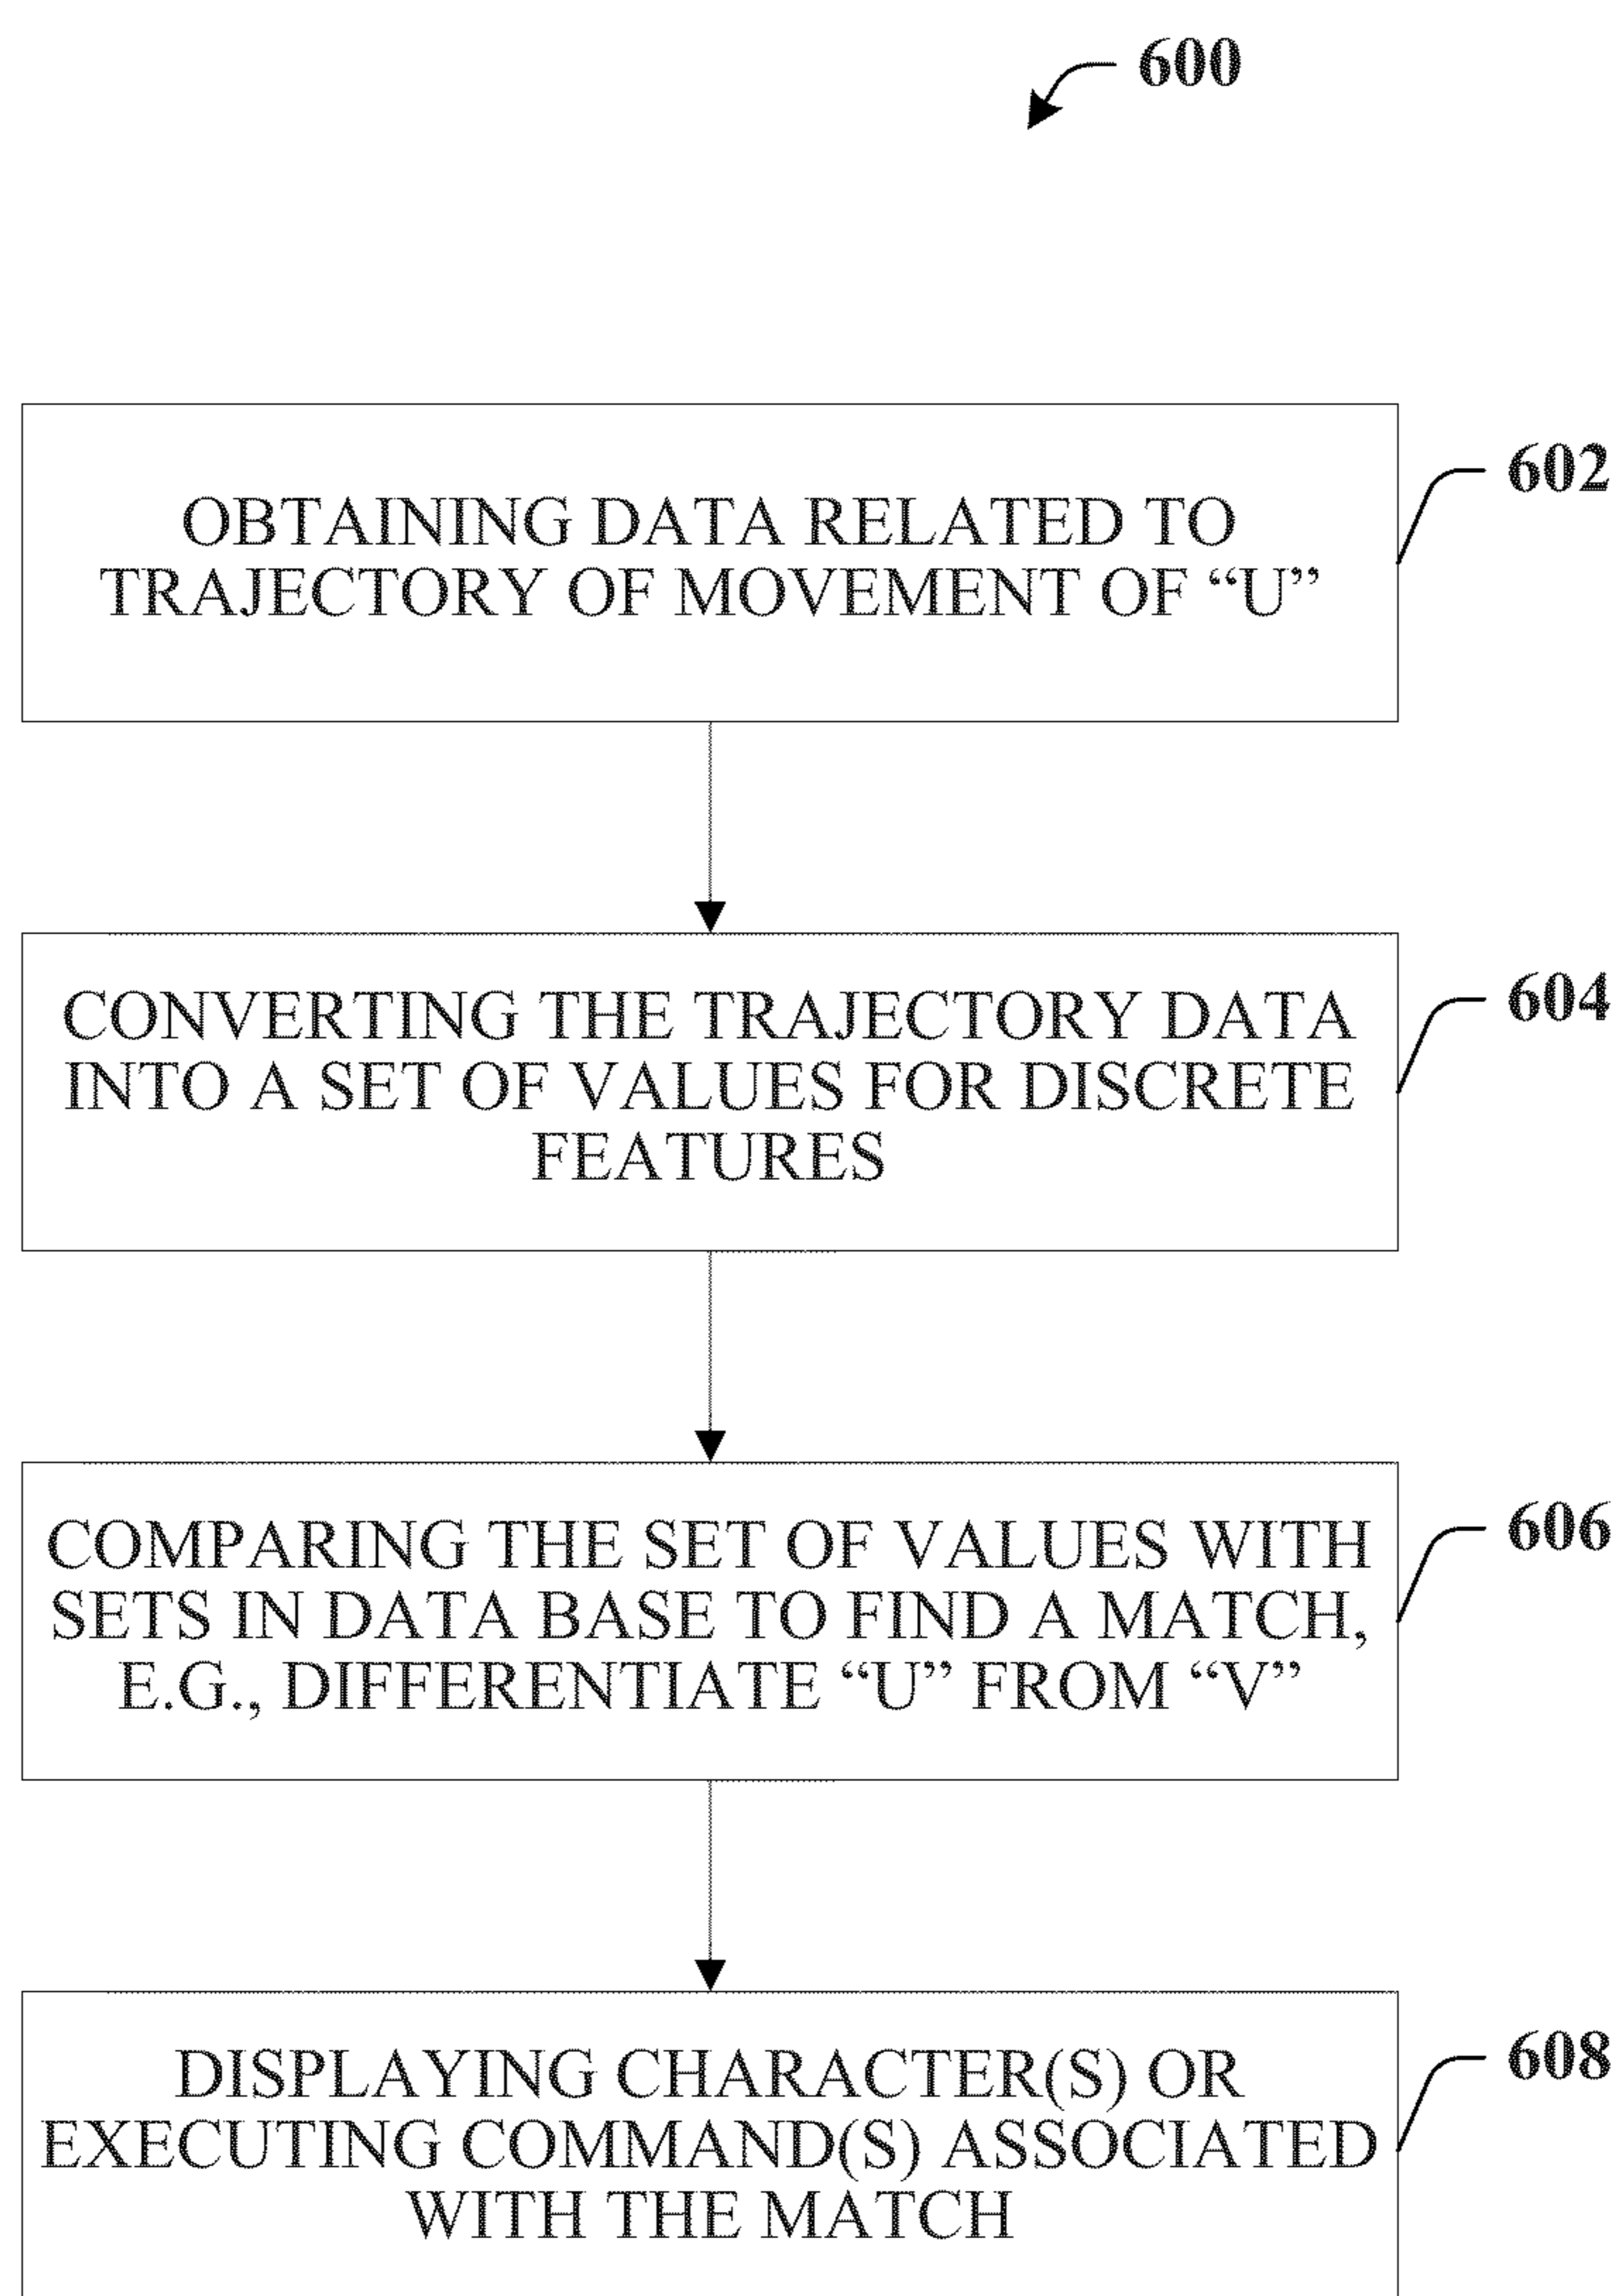 600
OBTAINING DATA RELATED TO
TRAJECTORY OF MOVEMENT OF “U”
602
CONVERTING THE TRAJECTORY DATA
INTO A SET OF VALUES FOR DISCRETE
FEATURES
604
COMPARING THE SET OF VALUES WITH
SETS IN DATA BASE TO FIND A MATCH,
E.G., DIFFERENTIATE “U” FROM “V”
606
DISPLAYING CHARACTER(S) OR
EXECUTING COMMAND(S) ASSOCIATED
WITH THE MATCH
608